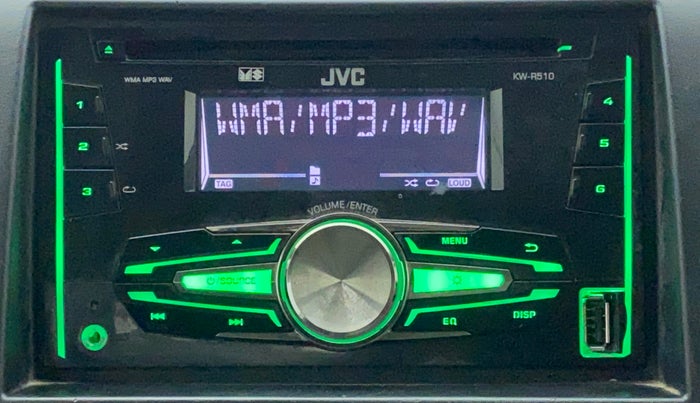 WMA MP3 WAV
JVC
KW-R510
WMA/MP3/WAV
TAG
LOUD
1
2
3
4
5
6
VOLUME/ENTER
MENU
/SOURCE
EQ
DISP